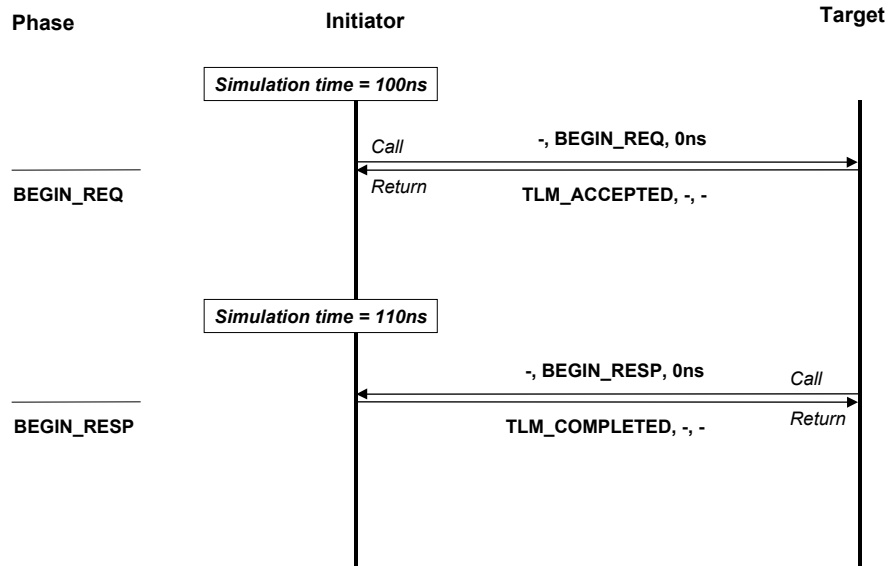 Phase
Initiator
Target
Simulation time = 100ns
-, BEGIN_REQ, 0ns
Call
Return
BEGIN_REQ
TLM_ACCEPTED, -, -
Simulation time = 110ns
-, BEGIN_RESP, 0ns
Call
BEGIN_RESP
TLM_COMPLETED, -, -
Return